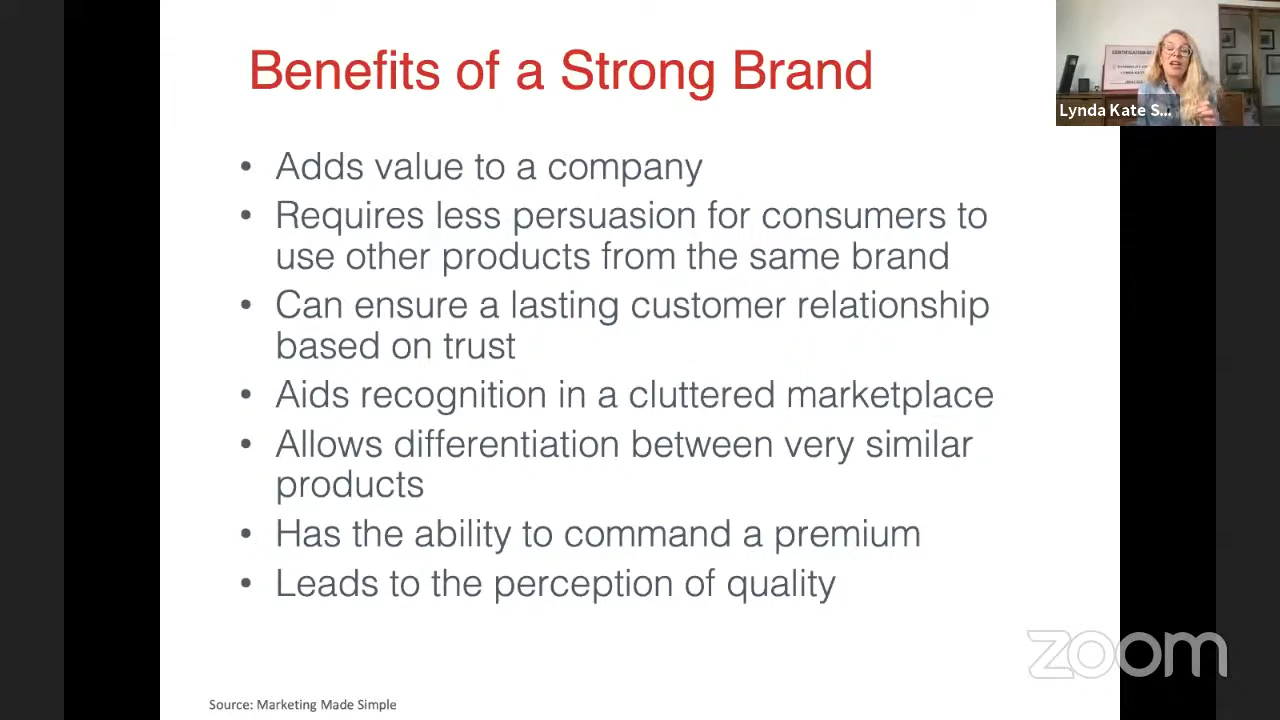 Benefits of a Strong Brand
Lynda Kate S...
• Adds value to a company
• Requires less persuasion for consumers to
use other products from the same brand
• Can ensure a lasting customer relationship
based on trust
• Aids recognition in a cluttered marketplace
• Allows differentiation between very similar
products
• Has the ability to command a premium
• Leads to the perception of quality
zoom
Source: Marketing Made Simple